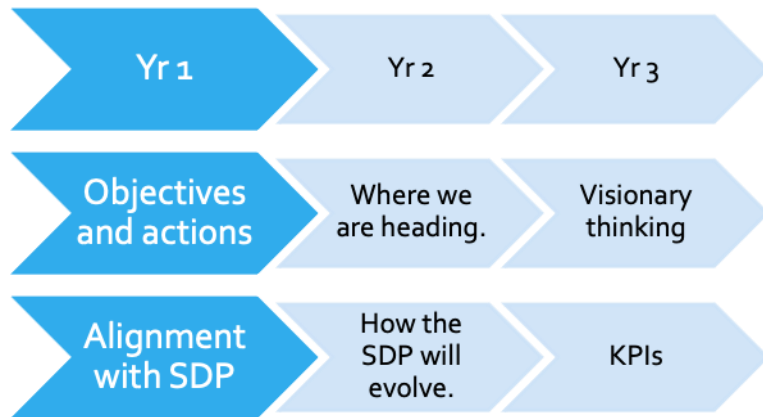 Yr 1
Yr 2
Yr 3
Objectives
and actions
Where we
are heading.
Visionary
thinking
Alignment
with SDP
How the
SDP will
evolve.
KPIs